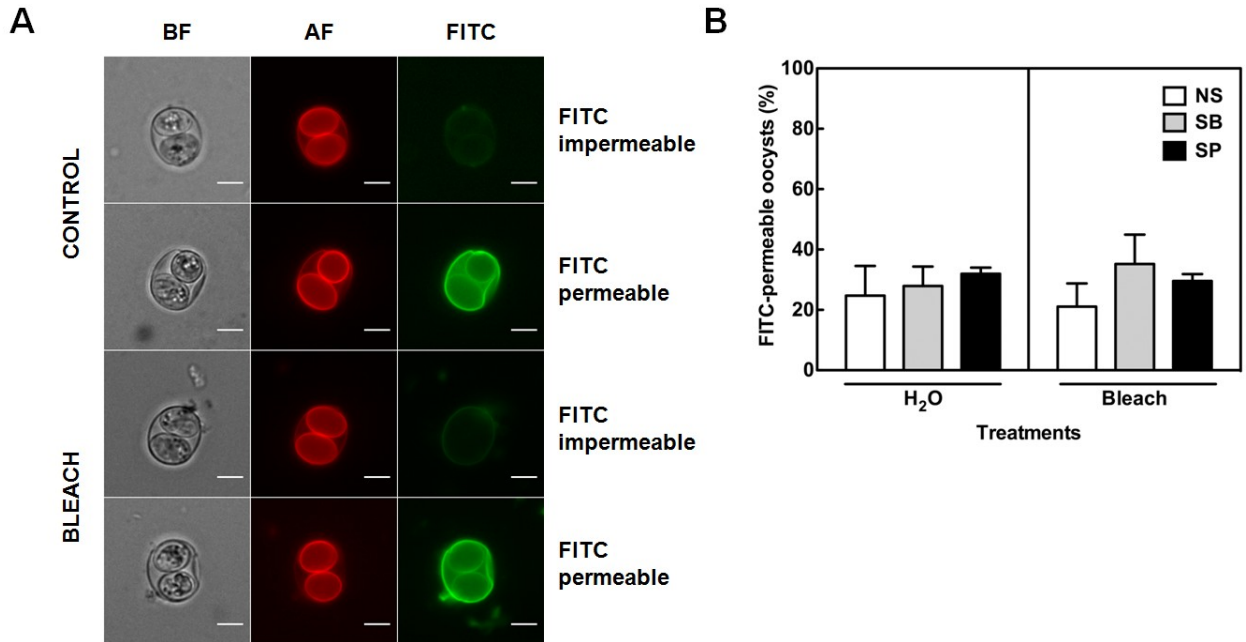 A
BF AF FITC
CONTROL
FITC
impermeable
FITC
permeable
BLEACH
FITC
impermeable
FITC
permeable
B
FITC-permeable oocysts (%)
100
80
60
40
20
0
NS
SB
SP
H₂O Bleach
Treatments